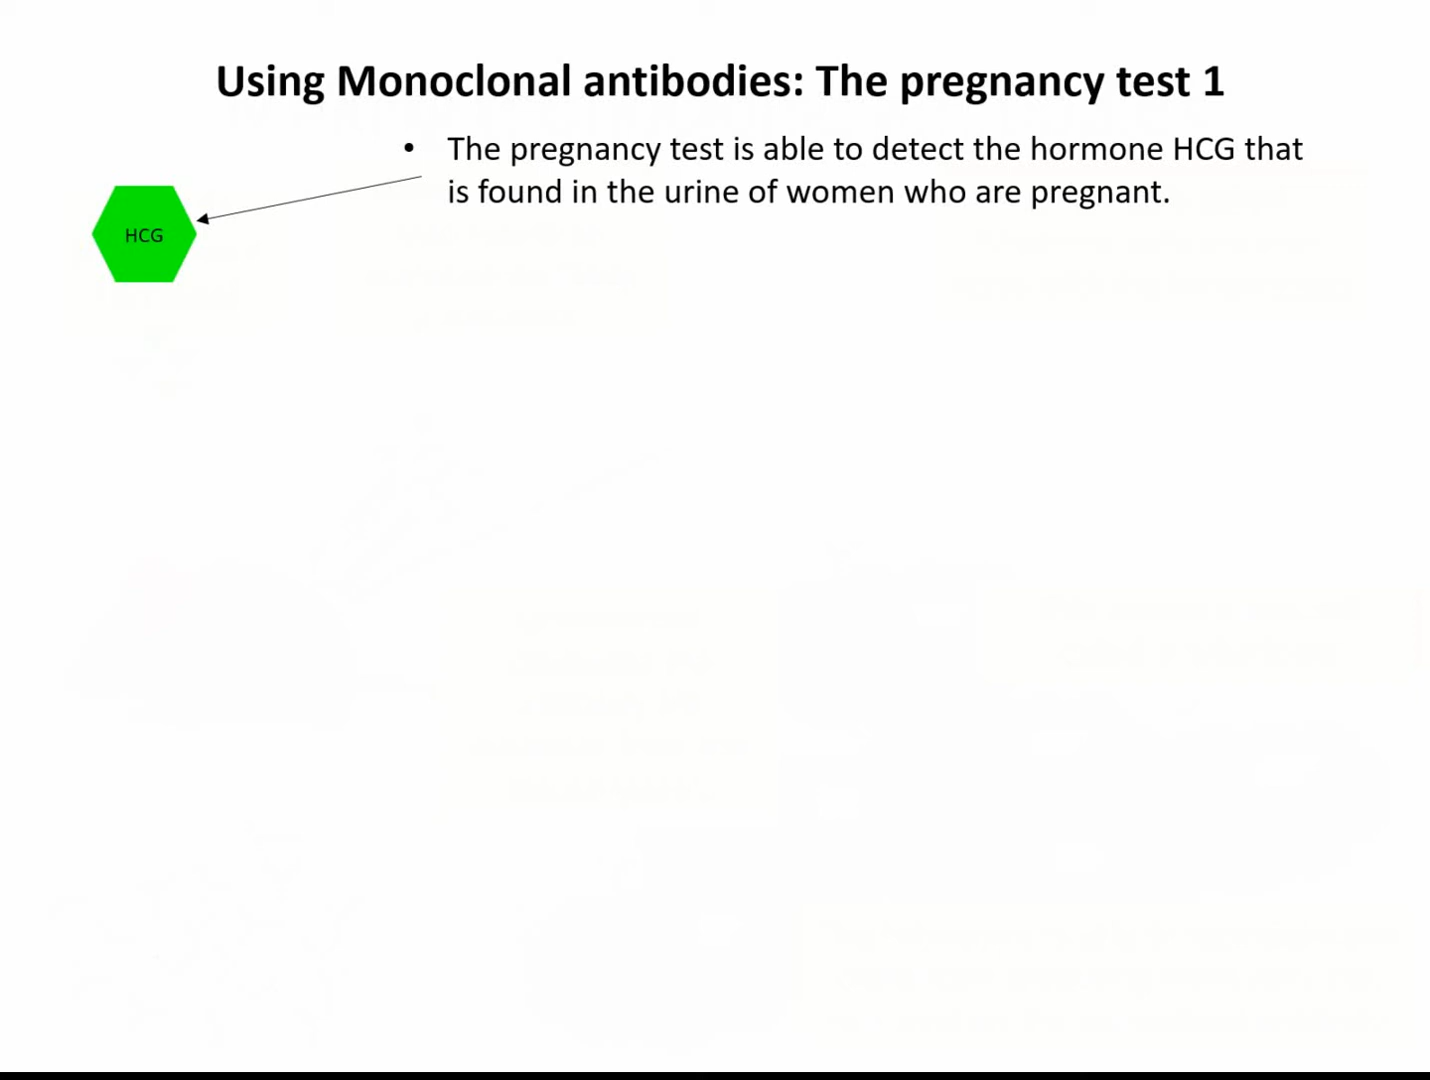 Using Monoclonal antibodies: The pregnancy test 1
• The pregnancy test is able to detect the hormone HCG that
is found in the urine of women who are pregnant.
HCG